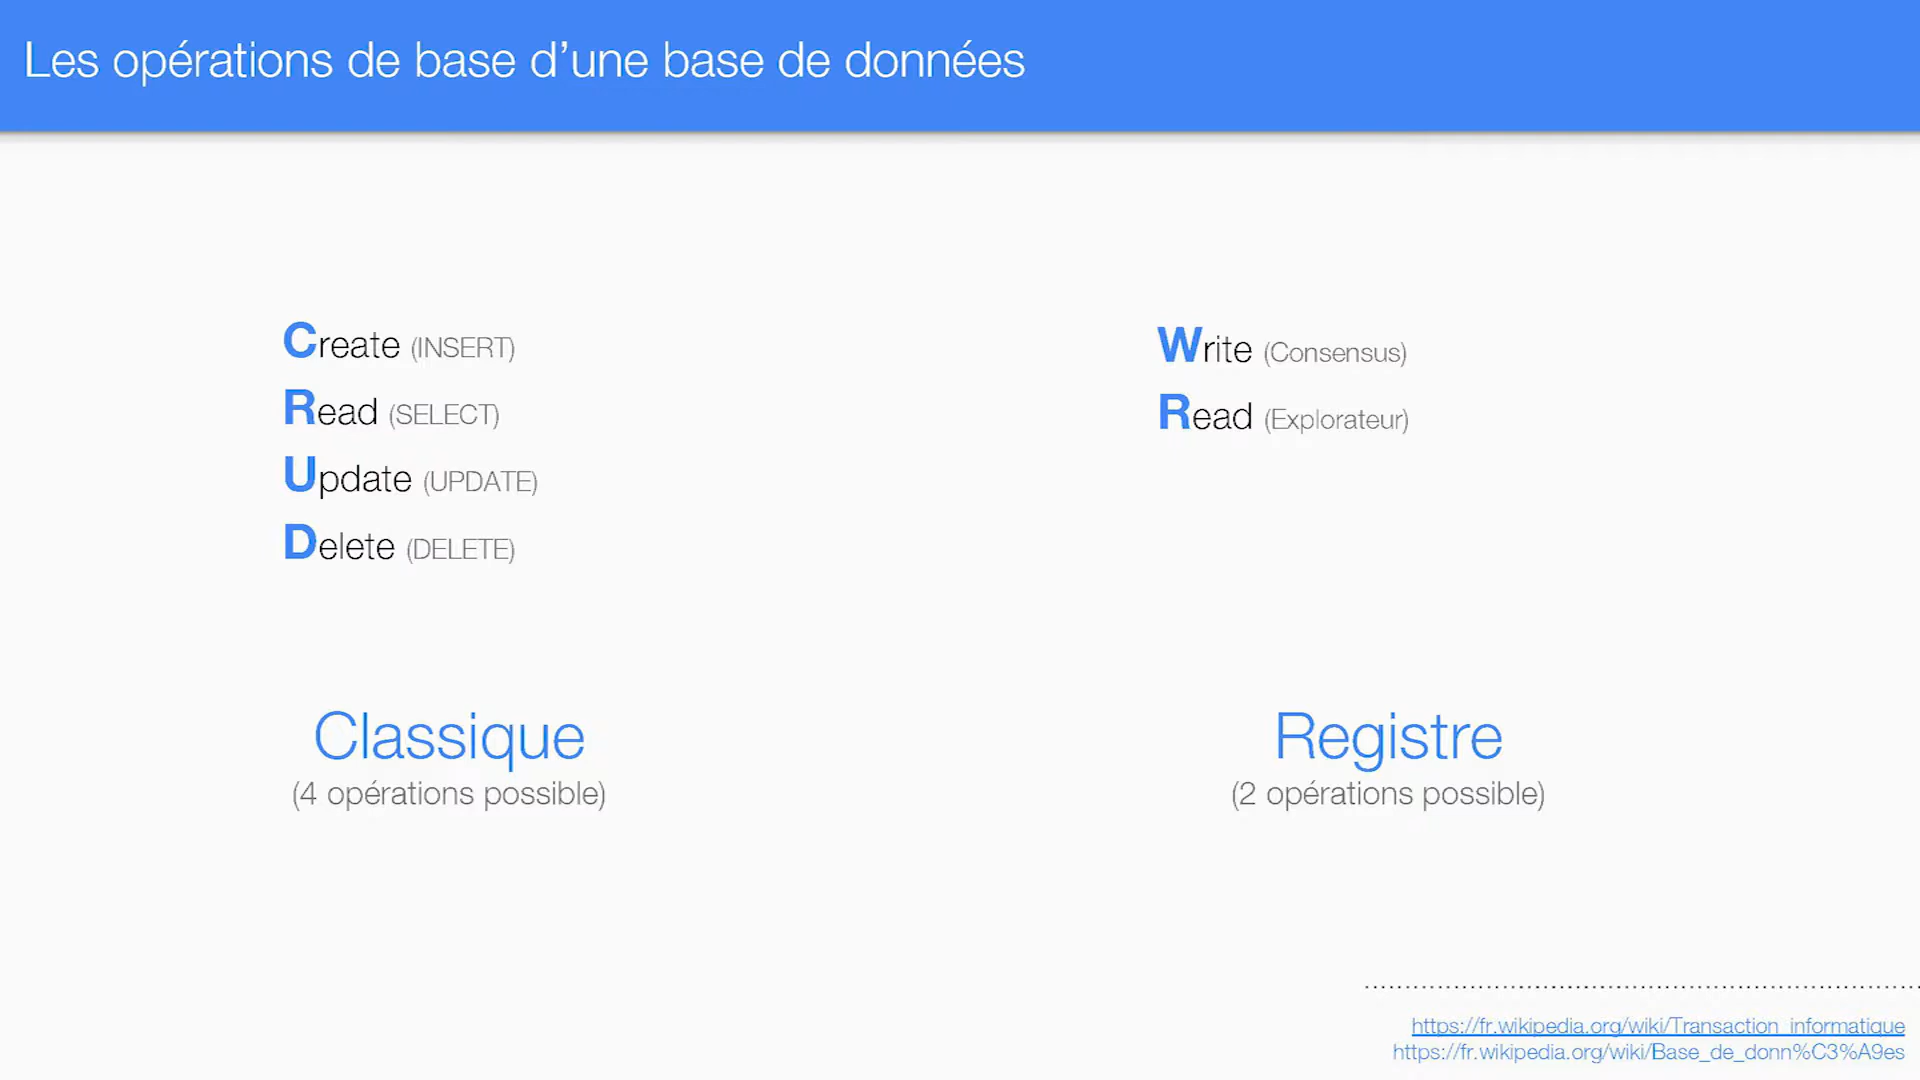 Les opérations de base d’une base de données
Create (INSERT)
Read (SELECT)
Update (UPDATE)
Delete (DELETE)
Classique
(4 opérations possible)
Write (Consensus)
Read (Explorateur)
Registre
(2 opérations possible)
https://fr.wikipedia.org/wiki/Transaction_informatique
https://fr.wikipedia.org/wiki/Base_de_donn%C3%A9es